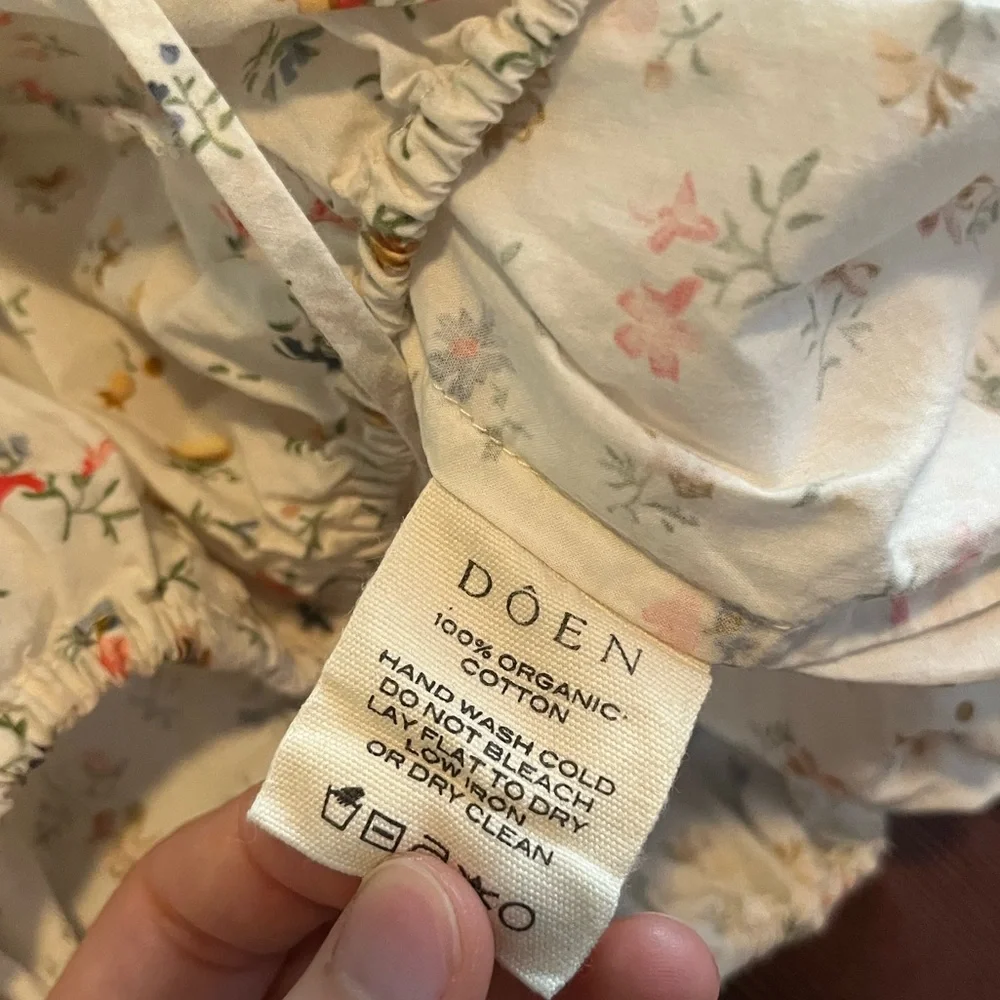 DÔEN
100% ORGANIC
COTTON
HAND WASH COLD
DO NOT BLEACH
LAY FLAT TO DRY
LOW IRON
OR DRY CLEAN